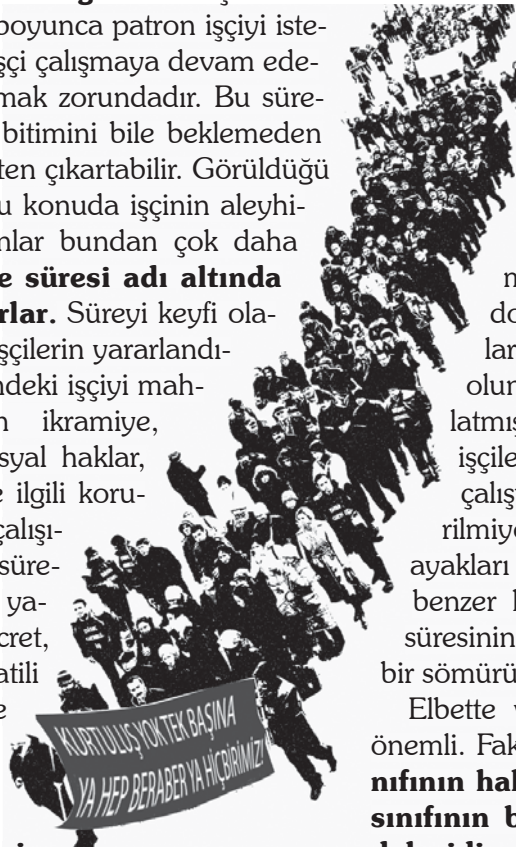 boyunca patron işçiyi iste-
şçi çalışmaya devam ede-
mak zorundadır. Bu süre-
bitimini bile beklemeden
ten çıkartabilir. Görüldüğü
u konuda işçinin aleyhi-
nlar bundan çok daha
e süresi adı altında
rlar. Süreyi keyfi ola-
şçilerin yararlandı-
ndeki işçiyi mah-
n ikramiye,
syal haklar,
e ilgili koru-
çalışı-
süre-
ya-
cret,
atili
e
KURTULUŞ YOK TEK BAŞINA
YA HEP BERABER YA HİÇBİRİMİZ!
n
do
lar
olun
latmış
işçile
çalış
rilmiy
ayakları
benzer
süresinin
bir sömürü
Elbette
önemli. Fak
nıfının hal
sınıfının b